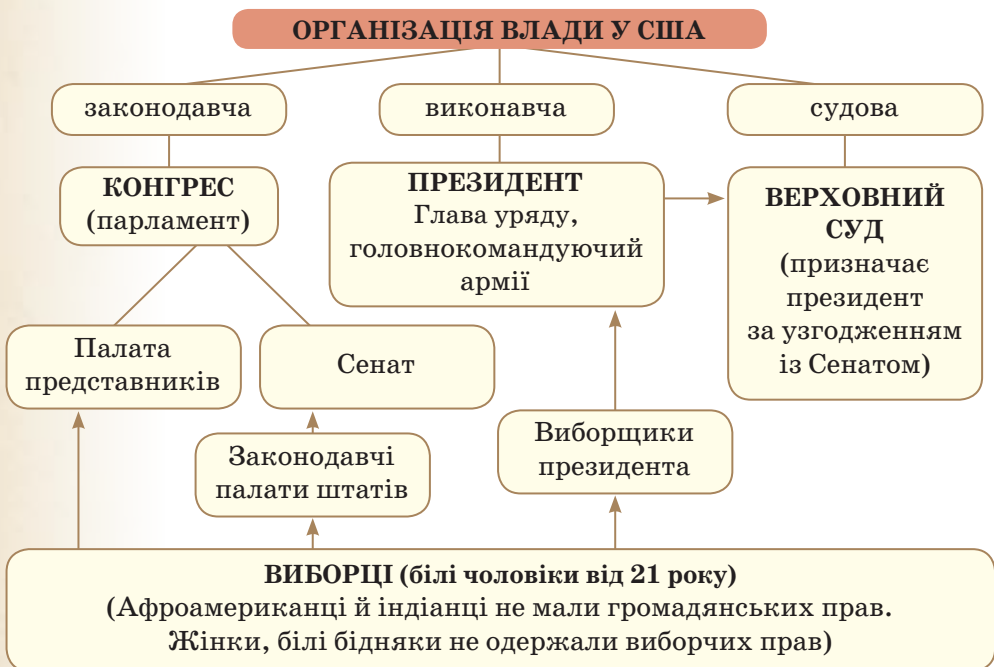 ОРГАНІЗАЦІЯ ВЛАДИ У США
законодавча
виконавча
судова
КОНГРЕС
(парламент)
ПРЕЗИДЕНТ
Глава уряду,
головнокомандуючий
армії
ВЕРХОВНИЙ
СУД
(призначає
президент
за узгодженням
із Сенатом)
Палата
представників
Сенат
Законодавчі
палати штатів
Виборщики
президента
ВИБОРЦІ (білі чоловіки від 21 року)
(Афроамериканці й індіанці не мали громадянських прав.
Жінки, білі бідняки не одержали виборчих прав)